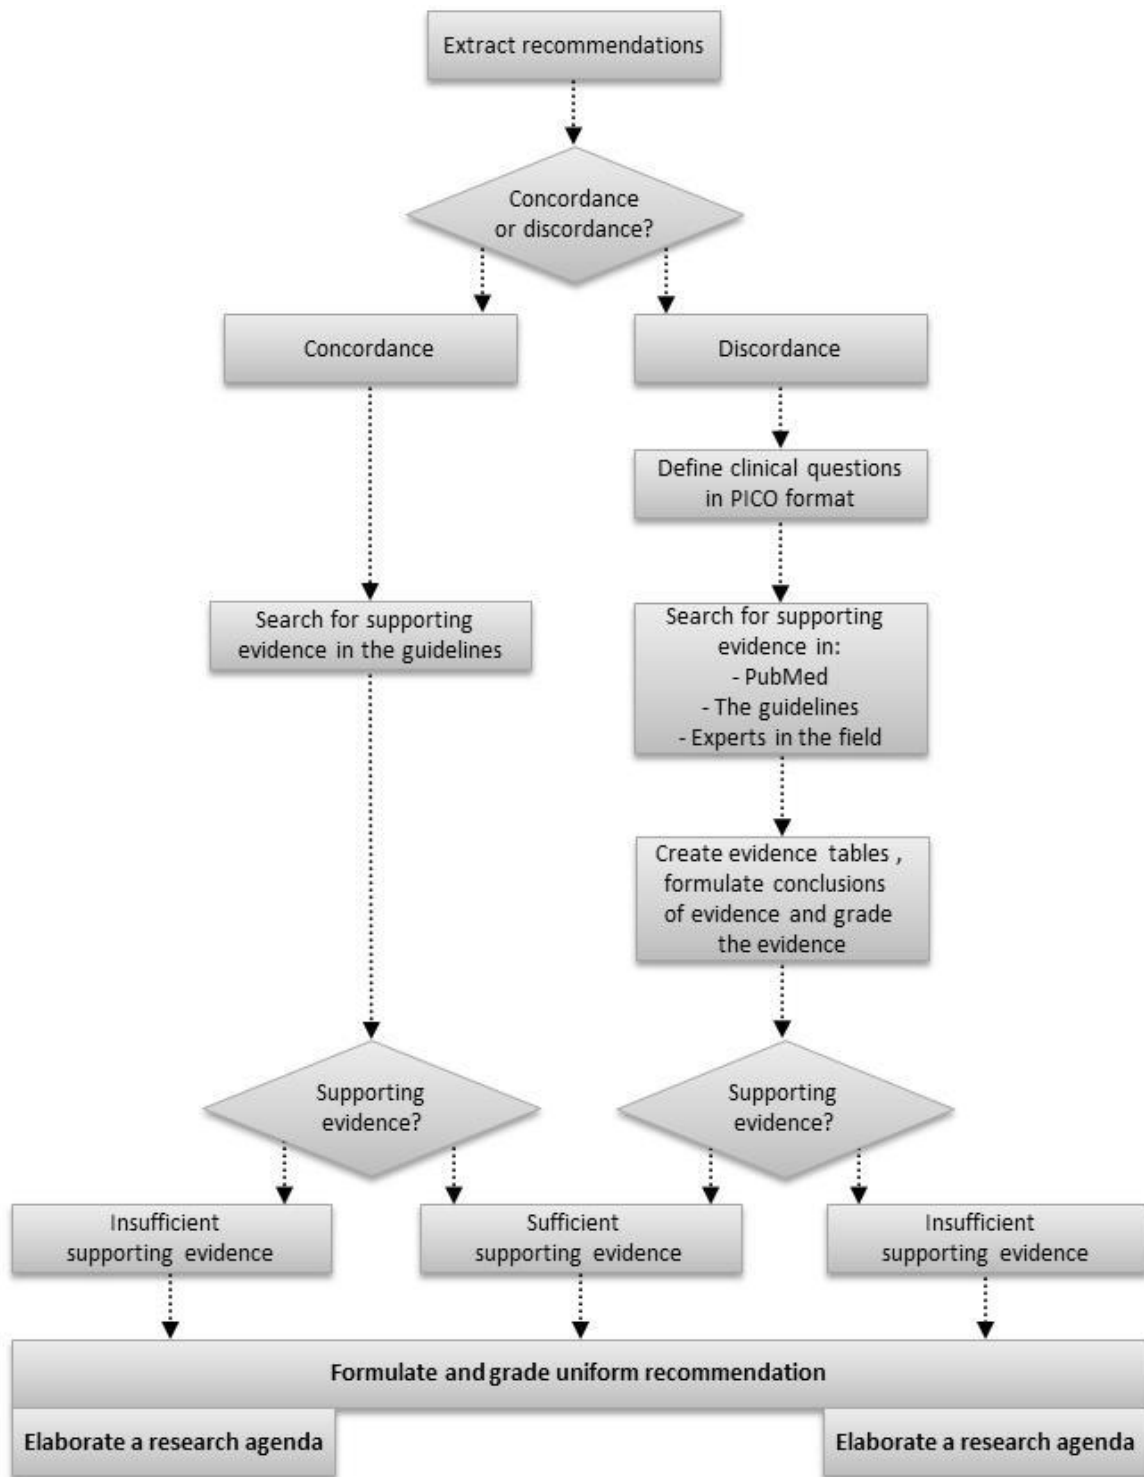 Extract recommendations
Concordance
or discordance?
Concordance
Discordance
Define clinical questions
in PICO format
Search for supporting
evidence in the guidelines
Search for supporting
evidence in:
- PubMed
- The guidelines
- Experts in the field
Create evidence tables ,
formulate conclusions
of evidence and grade
the evidence
Supporting
evidence?
Supporting
evidence?
Insufficient
supporting evidence
Sufficient
supporting evidence
Insufficient
supporting evidence
Formulate and grade uniform recommendation
Elaborate a research agenda
Elaborate a research agenda